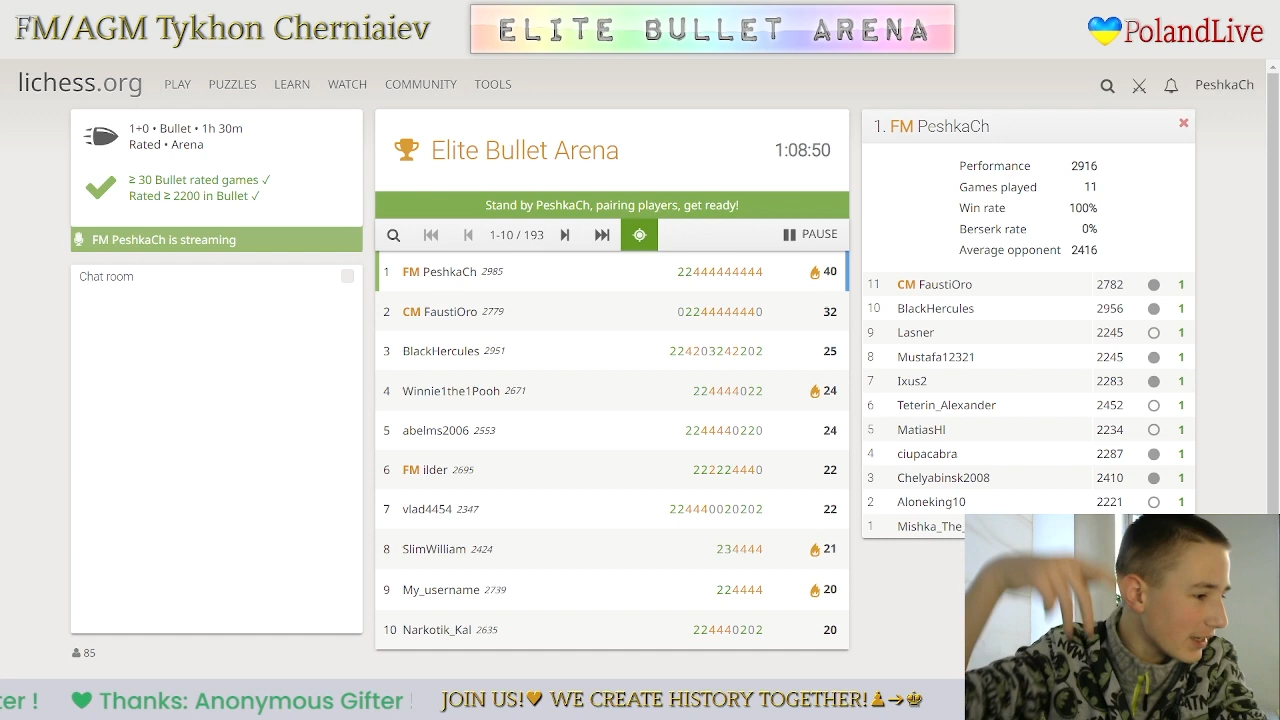 FM/AGM Tykhon Cherniaiev
ELITE BULLET ARENA
PolandLive
lichess.org
PLAY PUZZLES LEARN WATCH COMMUNITY TOOLS
PeshkaCh
1+0 • Bullet • 1h 30m
Rated • Arena
≥ 30 Bullet rated games ✓
Rated ≥ 2200 in Bullet ✓
FM PeshkaCh is streaming
Chat room
85
Elite Bullet Arena 1:08:50
Stand by PeshkaCh, pairing players, get ready!
1-10 / 193 PAUSE
1 FM PeshkaCh 2985 22444444444 40
2 CM FaustiOro 2779 02244444440 32
3 BlackHercules 2951 224203242202 25
4 Winnie1the1Pooh 2671 224444022 24
5 abelms2006 2553 2244440220 24
6 FM ilder 2695 222224440 22
7 vlad4454 2347 224440020202 22
8 SlimWilliam 2424 234444 21
9 My_username 2739 224444 20
10 Narkotik_Kal 2635 224440202 20
1. FM PeshkaCh
Performance 2916
Games played 11
Win rate 100%
Berserk rate 0%
Average opponent 2416
11 CM FaustiOro 2782 1
10 BlackHercules 2956 1
9 Lasner 2245 1
8 Mustafa12321 2245 1
7 Ixus2 2283 1
6 Teterin_Alexander 2452 1
5 MatiasHl 2234 1
4 ciupacabra 2287 1
3 Chelyabinsk2008 2410 1
2 Aloneking10 2221 1
1 Mishka_The_
ter ! Thanks: Anonymous Gifter
JOIN US! WE CREATE HISTORY TOGETHER!